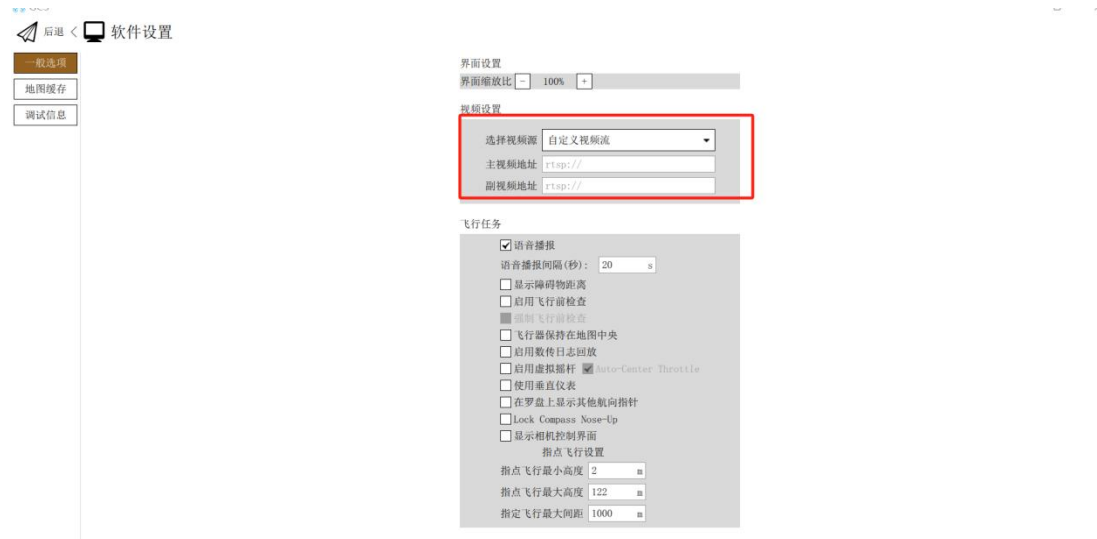 后退 < 软件设置
一般选项
地图缓存
调试信息
界面设置
界面缩放比 - 100% +
视频设置
选择视频源 自定义视频流
主视频地址 rtsp://
副视频地址 rtsp://
飞行任务
语音播报
语音播报间隔(秒): 20 s
显示障碍物距离
启用飞行前检查
强制飞行前检查
飞行器保持在地图中央
启用数传日志回放
启用虚拟摇杆 Auto-Center Throttle
使用垂直仪表
在罗盘上显示其他航向指针
Lock Compass Nose-Up
显示相机控制界面
指点飞行设置
指点飞行最小高度 2 m
指点飞行最大高度 122 m
指定飞行最大间距 1000 m